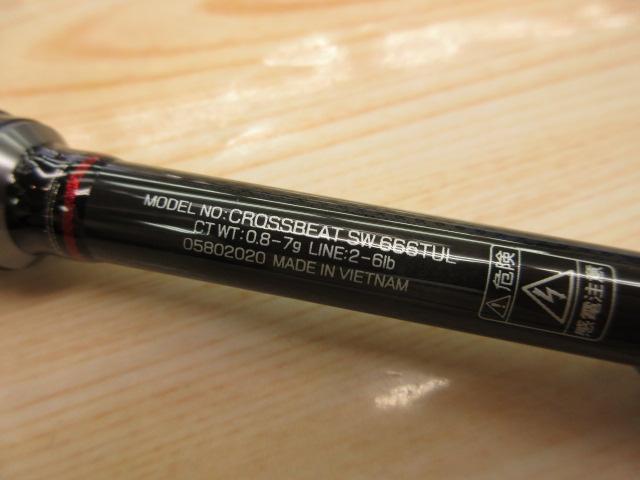 MODEL NO:CROSSBEAT SW 666TUL
CT WT:0.8-7g LINE:2-6lb
05802020 MADE IN VIETNAM
危険
感電注意